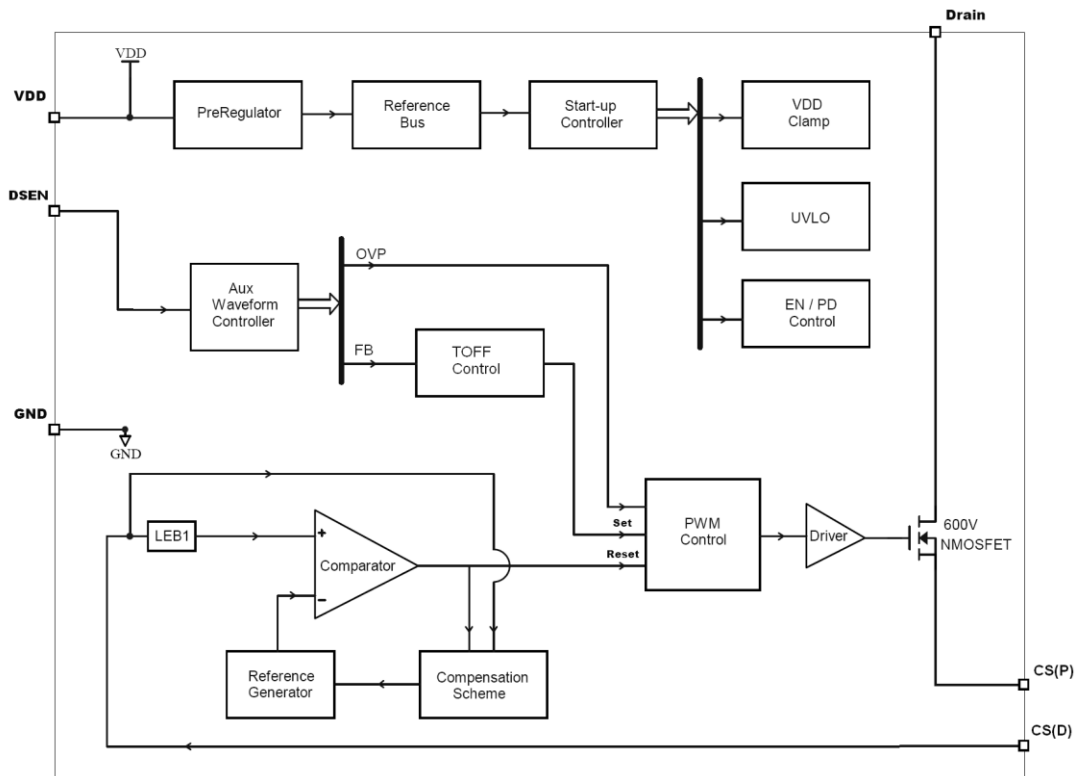 Drain
VDD
VDD
PreRegulator
Reference
Bus
Start-up
Controller
VDD
Clamp
DSEN
UVLO
OVP
Aux
Waveform
Controller
EN / PD
Control
FB
TOFF
Control
GND
GND
LEB1
+
Comparator
−
Set
Reset
PWM
Control
Driver
600V
NMOSFET
Reference
Generator
Compensation
Scheme
CS(P)
CS(D)